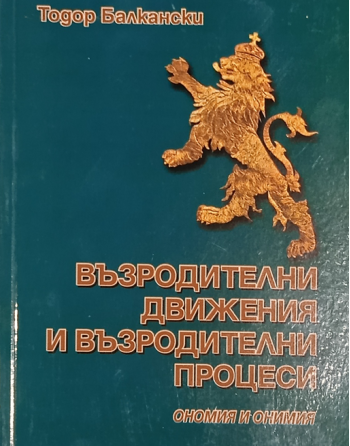 Тодор Балкански
ВЪЗРОДИТЕЛНИ
ДВИЖЕНИЯ
И ВЪЗРОДИТЕЛНИ
ПРОЦЕСИ
ОНОМИЯ И ОНИМИЯ